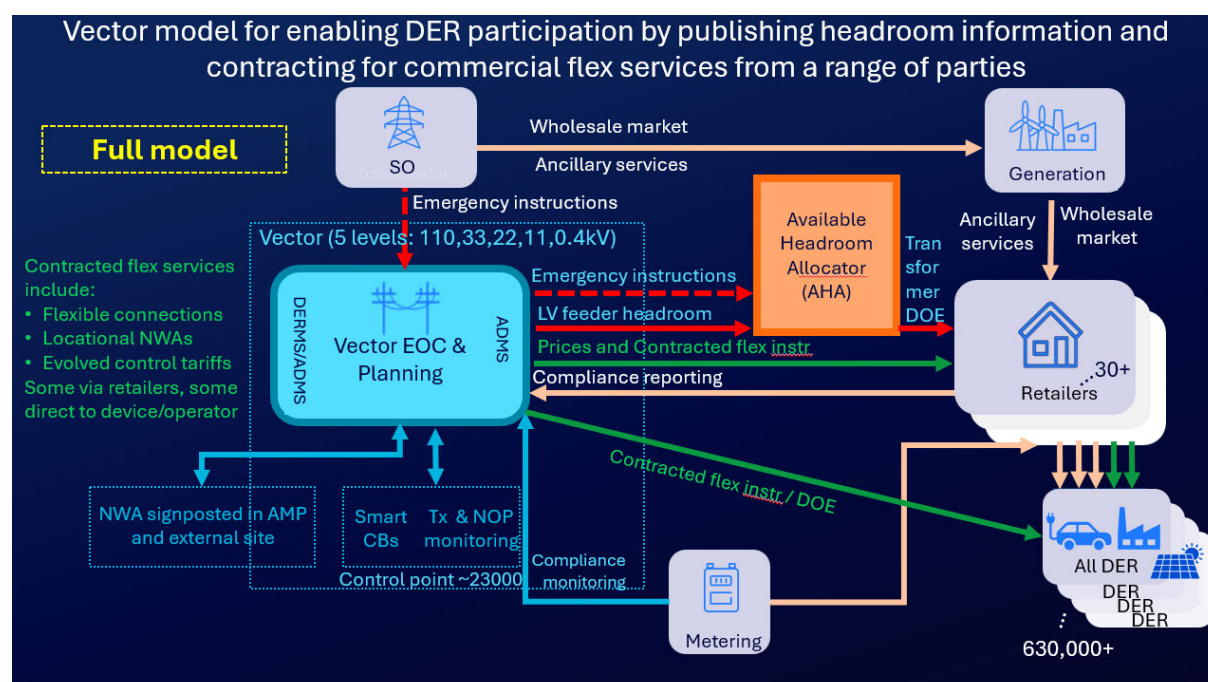 Vector model for enabling DER participation by publishing headroom information and
contracting for commercial flex services from a range of parties
Full model
SO
Wholesale market
Ancillary services
Generation
Emergency instructions
Ancillary
services
Wholesale
market
Vector (5 levels: 110,33,22,11,0.4kV)
Contracted flex services
include:
• Flexible connections
• Locational NWAs
• Evolved control tariffs
Some via retailers, some
direct to device/operator
DERMS/ADMS
Vector EOC &
Planning
ADMS
Emergency instructions
LV feeder headroom
Prices and Contracted flex instr
Compliance reporting
Available
Headroom
Allocator
(AHA)
Tran
sfor
mer
DOE
...30+
Retailers
Contracted flex instr / DOE
NWA signposted in AMP
and external site
Smart
CBs
Tx & NOP
monitoring
Control point ~23000
Compliance
monitoring
Metering
All DER
DER
DER
DER
...
630,000+